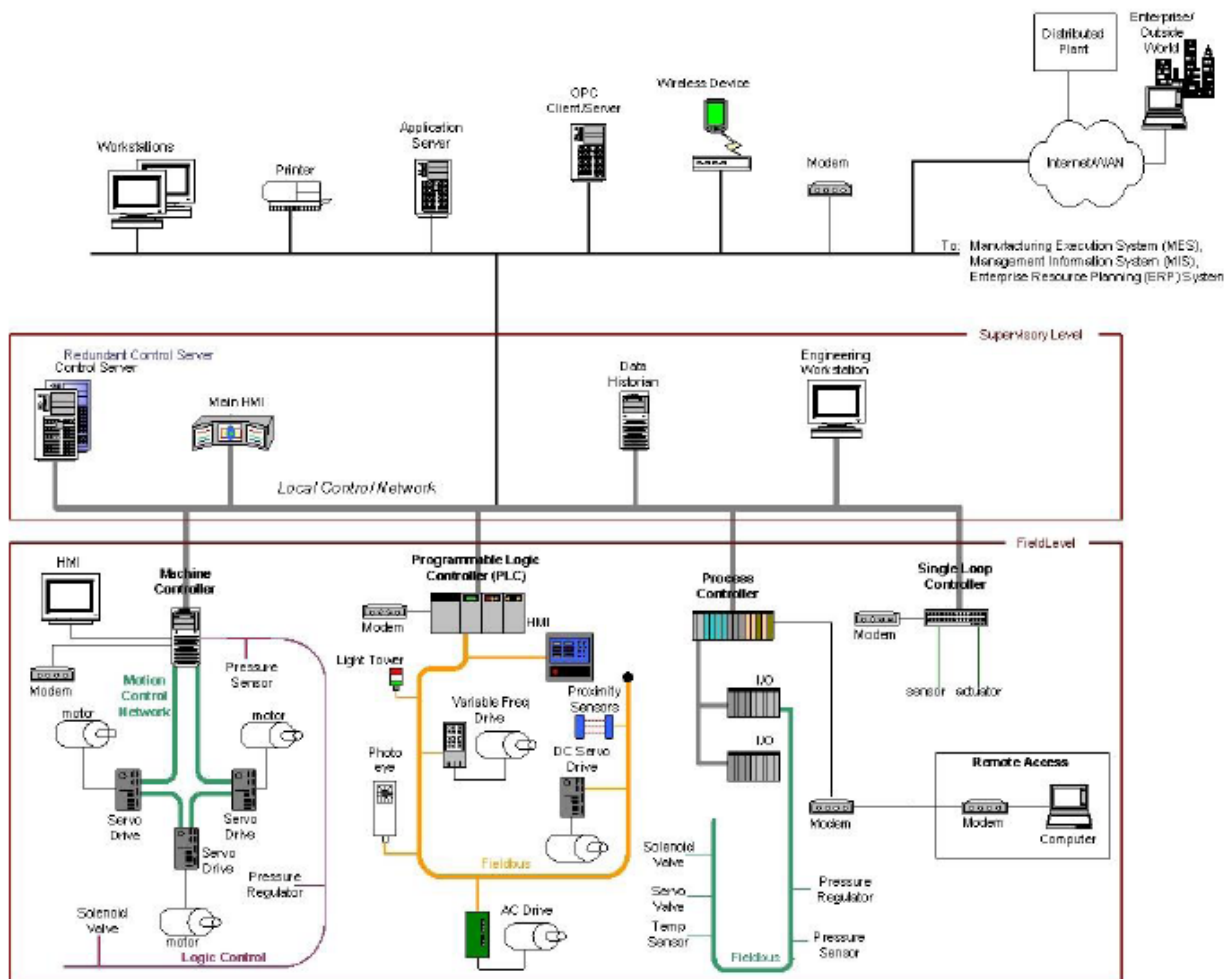 Distributed
Plant
Enterprise/
Outside
World
Internet/WAN
OPC
Client/Server
Wireless Device
Application
Server
Workstations
Printer
Modem
To: Manufacturing Execution System (MES),
Management Information System (MIS),
Enterprise Resource Planning (ERP) System
Supervisory Level
Redundant Control Server
Control Server
Main HMI
Data
Historian
Engineering
Workstation
Local Control Network
FieldLevel
HMI
Machine
Controller
Programmable Logic
Controller (PLC)
Process
Controller
Single Loop
Controller
Modem
Pressure
Sensor
Modem
HMI
Modem
Light Tower
Motion
Control
Network
motor
motor
Servo
Drive
Servo
Drive
Servo
Drive
motor
Pressure
Regulator
Solenoid
Valve
Logic Control
Variable Freq
Drive
Proximity
Sensors
Photo
eye
DC Servo
Drive
Fieldbus
AC Drive
I/O
I/O
sensor
actuator
Modem
Remote Access
Modem
Computer
Solenoid
Valve
Servo
Valve
Temp
Sensor
Pressure
Regulator
Pressure
Sensor
Fieldbus